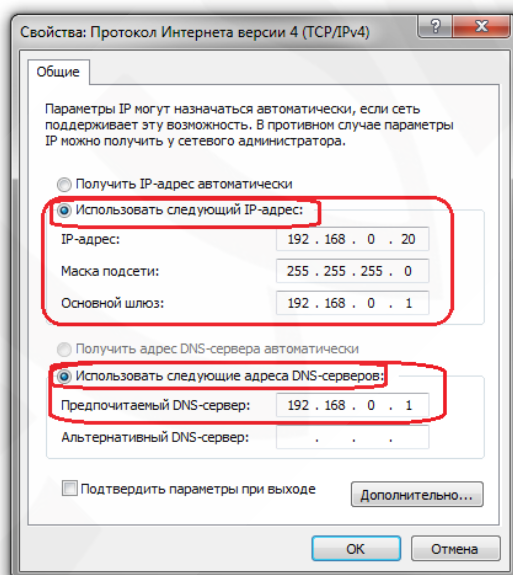 Свойства: Протокол Интернета версии 4 (TCP/IPv4)
?
Общие
Параметры IP могут назначаться автоматически, если сеть
поддерживает эту возможность. В противном случае параметры
IP можно получить у сетевого администратора.
Получить IP-адрес автоматически
Использовать следующий IP-адрес:
IP-адрес: 192 . 168 . 0 . 20
Маска подсети: 255 . 255 . 255 . 0
Основной шлюз: 192 . 168 . 0 . 1
Получить адрес DNS-сервера автоматически
Использовать следующие адреса DNS-серверов:
Предпочитаемый DNS-сервер: 192 . 168 . 0 . 1
Альтернативный DNS-сервер: . . .
Подтвердить параметры при выходе
Дополнительно...
ОК Отмена